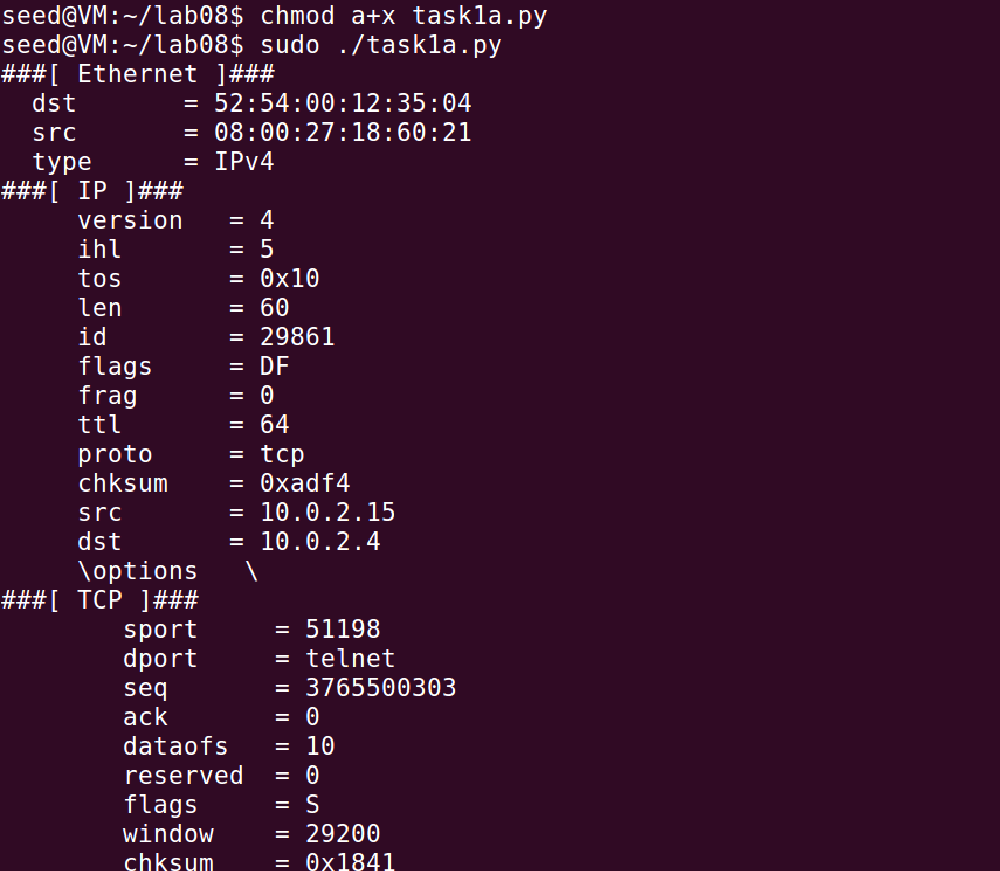 seed@VM:~/lab08$ chmod a+x task1a.py
seed@VM:~/lab08$ sudo ./task1a.py
###[ Ethernet ]###
  dst       = 52:54:00:12:35:04
  src       = 08:00:27:18:60:21
  type      = IPv4
###[ IP ]###
     version   = 4
     ihl       = 5
     tos       = 0x10
     len       = 60
     id        = 29861
     flags     = DF
     frag      = 0
     ttl       = 64
     proto     = tcp
     chksum    = 0xadf4
     src       = 10.0.2.15
     dst       = 10.0.2.4
     \options   \
###[ TCP ]###
        sport     = 51198
        dport     = telnet
        seq       = 3765500303
        ack       = 0
        dataofs   = 10
        reserved  = 0
        flags     = S
        window    = 29200
        chksum    = 0x1841